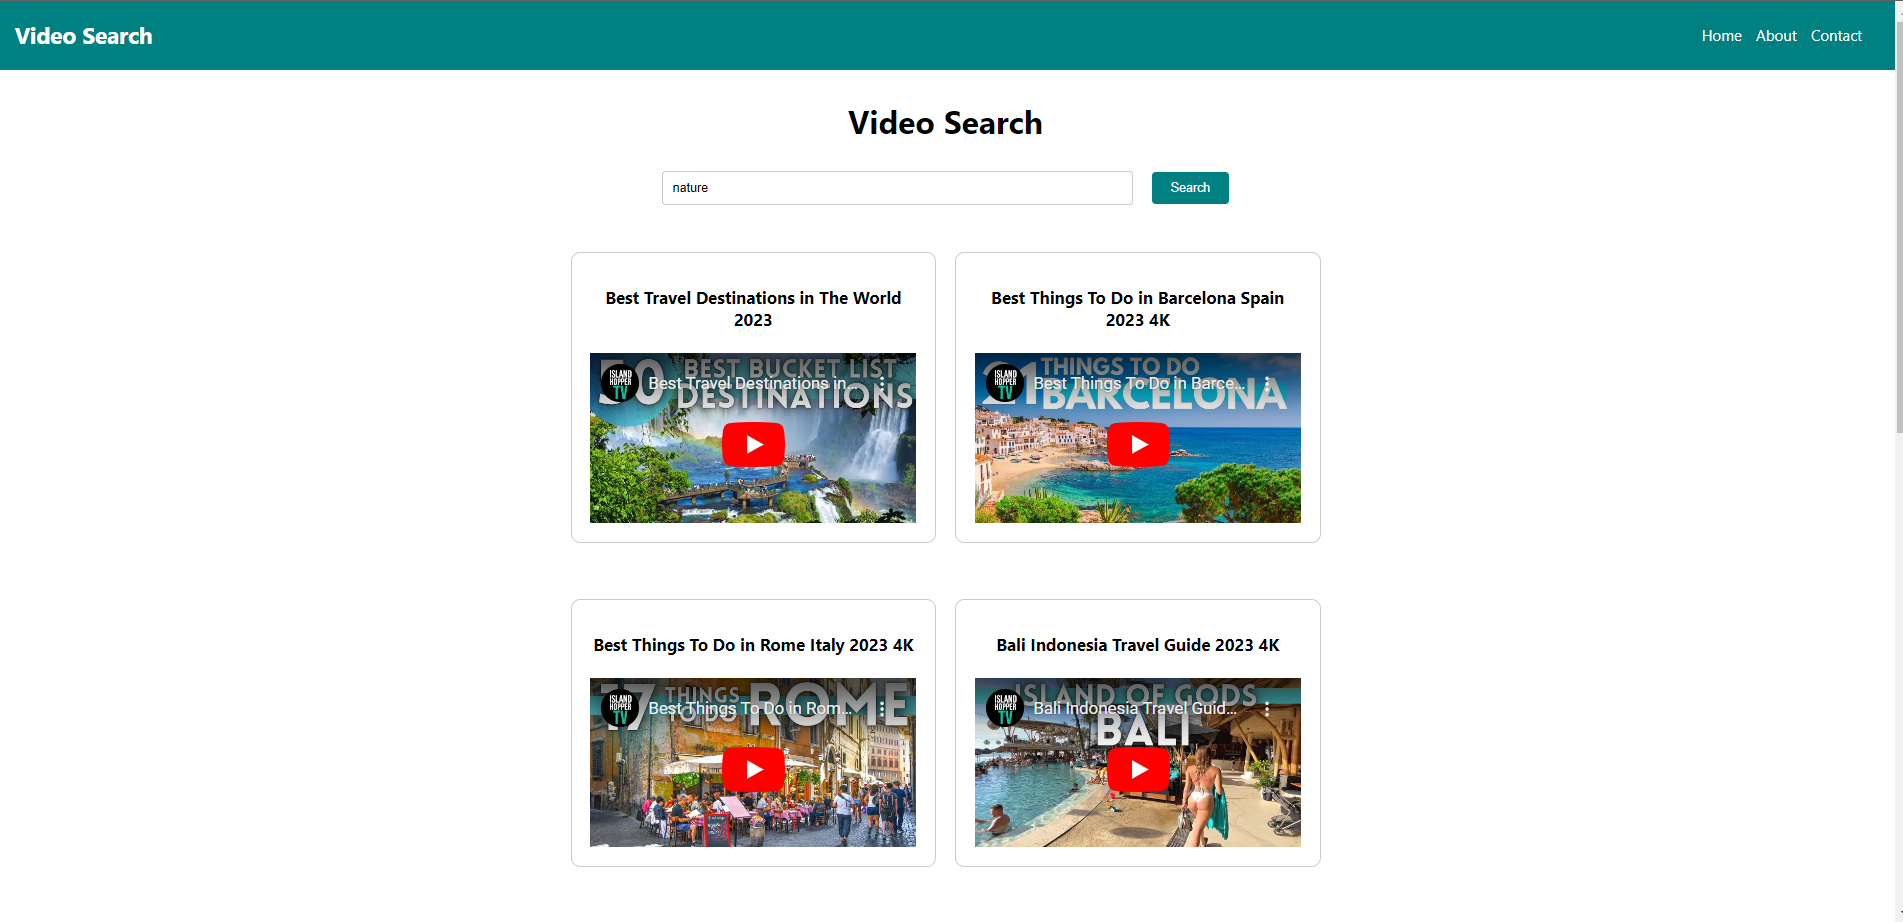 Video Search
Home About Contact
Video Search
nature
Search
Best Travel Destinations in The World
2023
50 BEST BUCKET LIST
DESTINATIONS
ISLAND
HOPPER
TV
Best Travel Destinations in...
Best Things To Do in Barcelona Spain
2023 4K
21 THINGS TO DO
BARCELONA
ISLAND
HOPPER
TV
Best Things To Do in Barce...
Best Things To Do in Rome Italy 2023 4K
17 THINGS
TO DO
ROME
ISLAND
HOPPER
TV
Best Things To Do in Rom...
Bali Indonesia Travel Guide 2023 4K
ISLAND OF GODS
BALI
ISLAND
HOPPER
TV
Bali Indonesia Travel Guid...